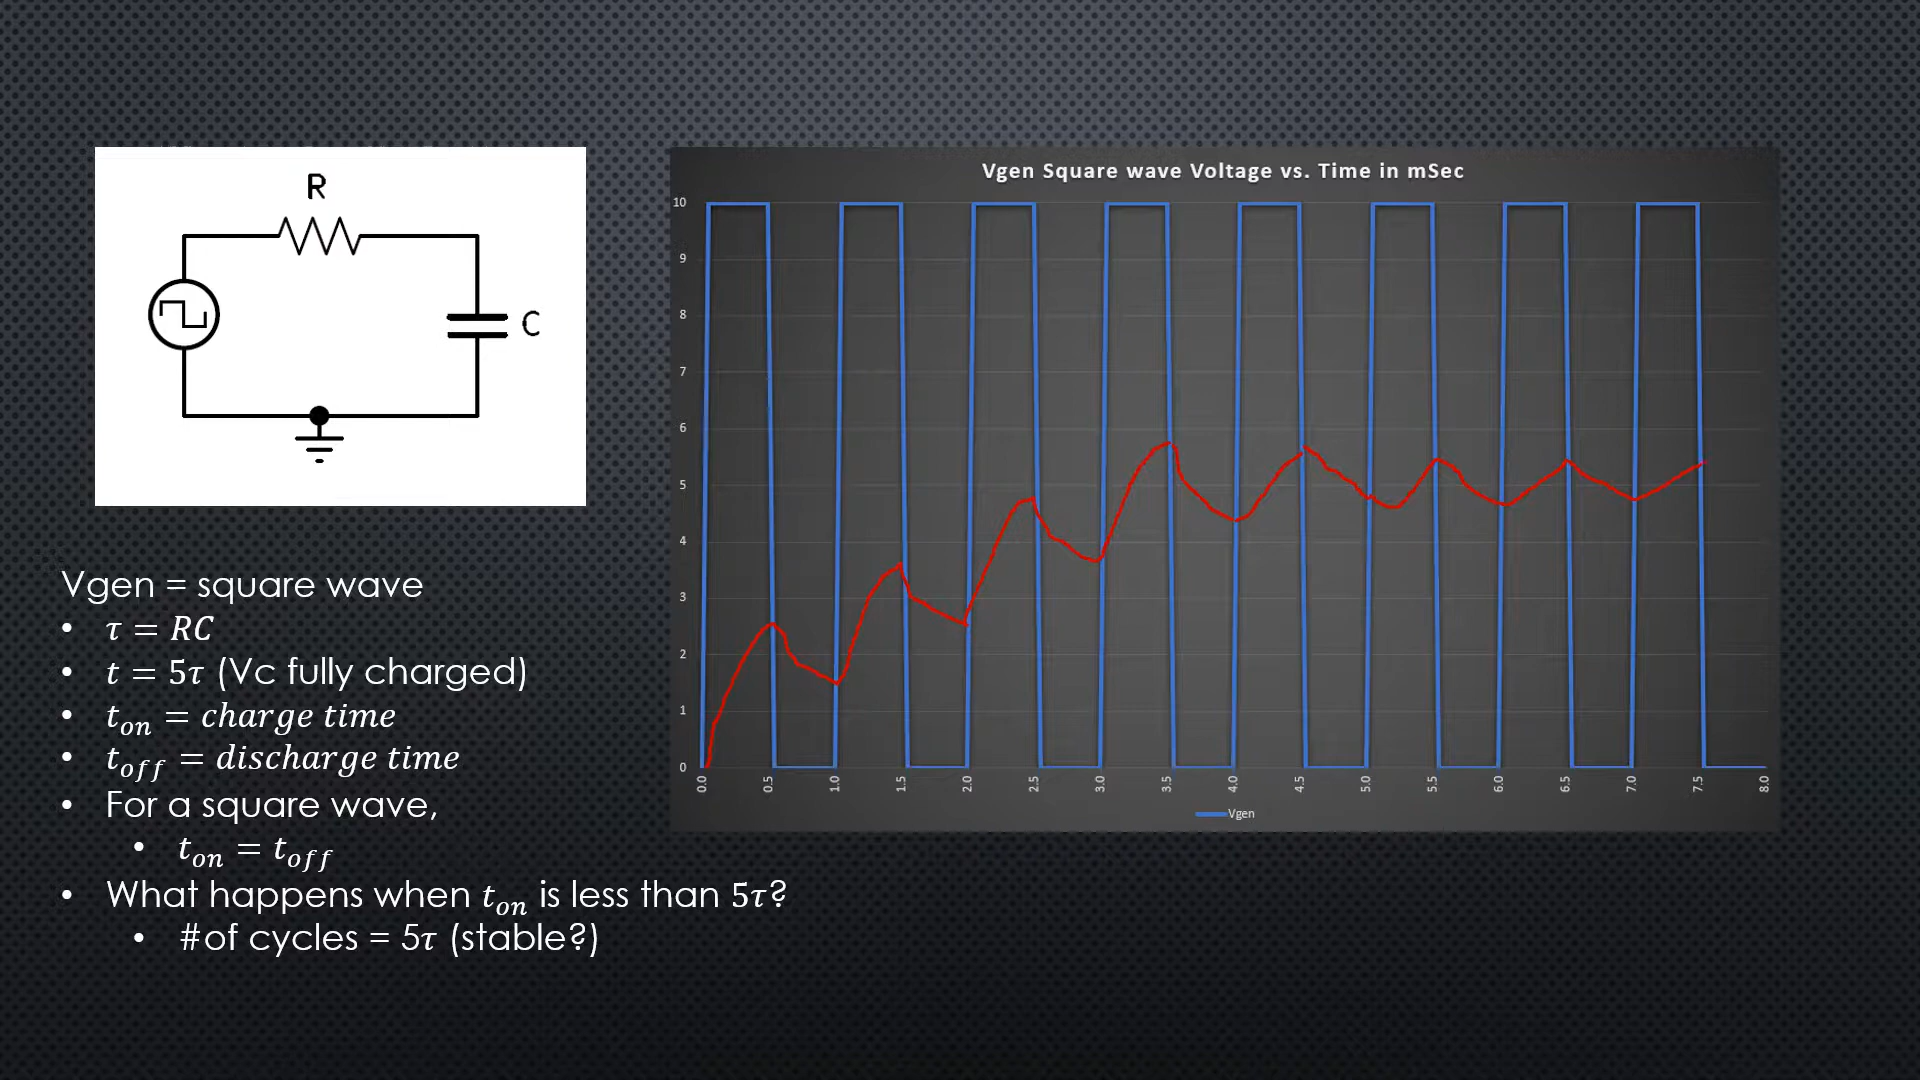 R
C
Vgen = square wave
• τ = RC
• t = 5τ (Vc fully charged)
• t_on = charge time
• t_off = discharge time
• For a square wave,
• t_on = t_off
• What happens when t_on is less than 5τ?
• #of cycles = 5τ (stable?)
Vgen Square wave Voltage vs. Time in mSec
10
9
8
7
6
5
4
3
2
1
0
0.0 0.5 1.0 1.5 2.0 2.5 3.0 3.5 4.0 4.5 5.0 5.5 6.0 6.5 7.0 7.5 8.0
Vgen